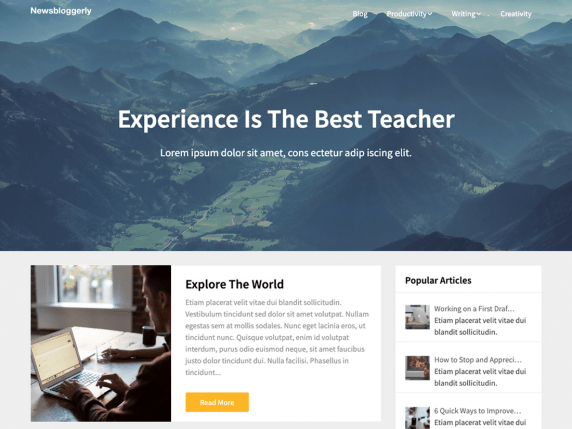 Newsbloggerly
Blog Productivity Writing Creativity
Experience Is The Best Teacher
Lorem ipsum dolor sit amet, cons ectetur adip iscing elit.
Explore The World
Etiam placerat velit vitae dui blandit sollicitudin.
Vestibulum tincidunt sed dolor sit amet volutpat. Nullam
egestas sem at mollis sodales. Nunc eget lacinia eros, ut
tincidunt nunc. Quisque volutpat, enim id volutpat
interdum, purus odio euismod neque, sit amet faucibus
justo dolor tincidunt dui. Nulla facilisi. Phasellus in
tincidunt...
Read More
Popular Articles
Working on a First Draf...
Etiam placerat velit vitae dui
blandit sollicitudin.
How to Stop and Appreci...
Etiam placerat velit vitae dui
blandit sollicitudin.
6 Quick Ways to Improve...
Etiam placerat velit vitae dui